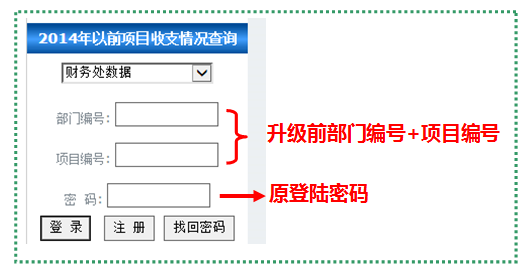 2014年以前项目收支情况查询
财务处数据
部门编号:
升级前部门编号+项目编号
项目编号:
密 码:
原登陆密码
登 录 注 册 找回密码